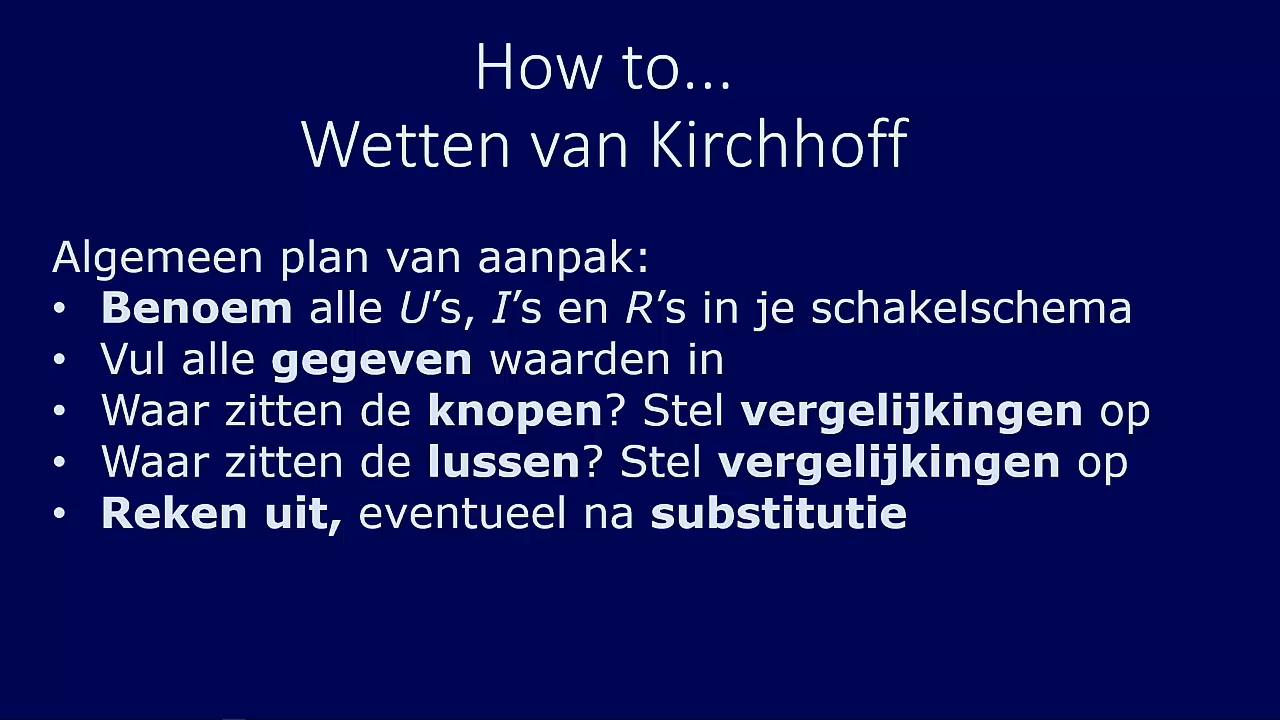 How to...
Wetten van Kirchhoff
Algemeen plan van aanpak:
• Benoem alle U’s, I’s en R’s in je schakelschema
• Vul alle gegeven waarden in
• Waar zitten de knopen? Stel vergelijkingen op
• Waar zitten de lussen? Stel vergelijkingen op
• Reken uit, eventueel na substitutie